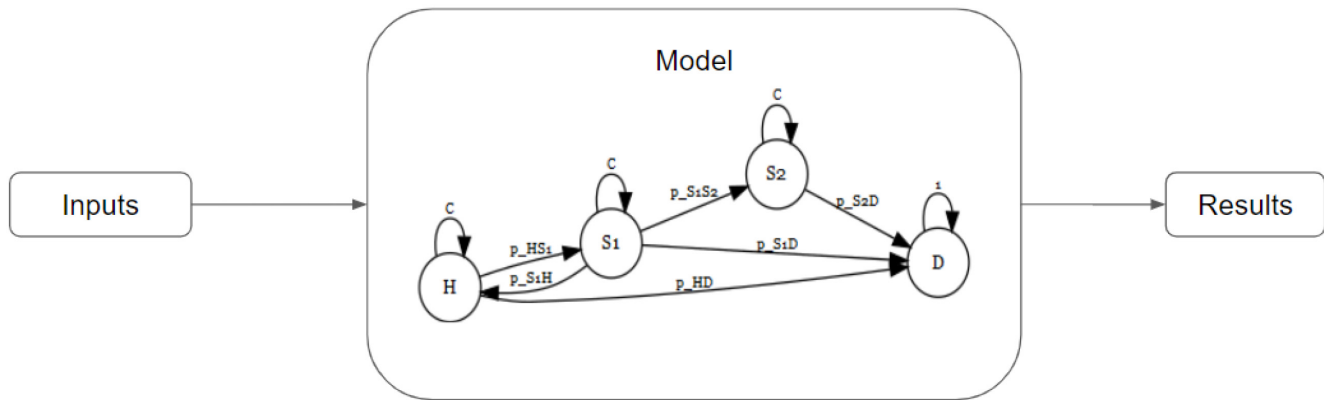 Model
C
S2
C
p_S1S2
p_S2D
Inputs
Results
1
C
S1
p_HS1
p_S1D
D
p_S1H
H
p_HD